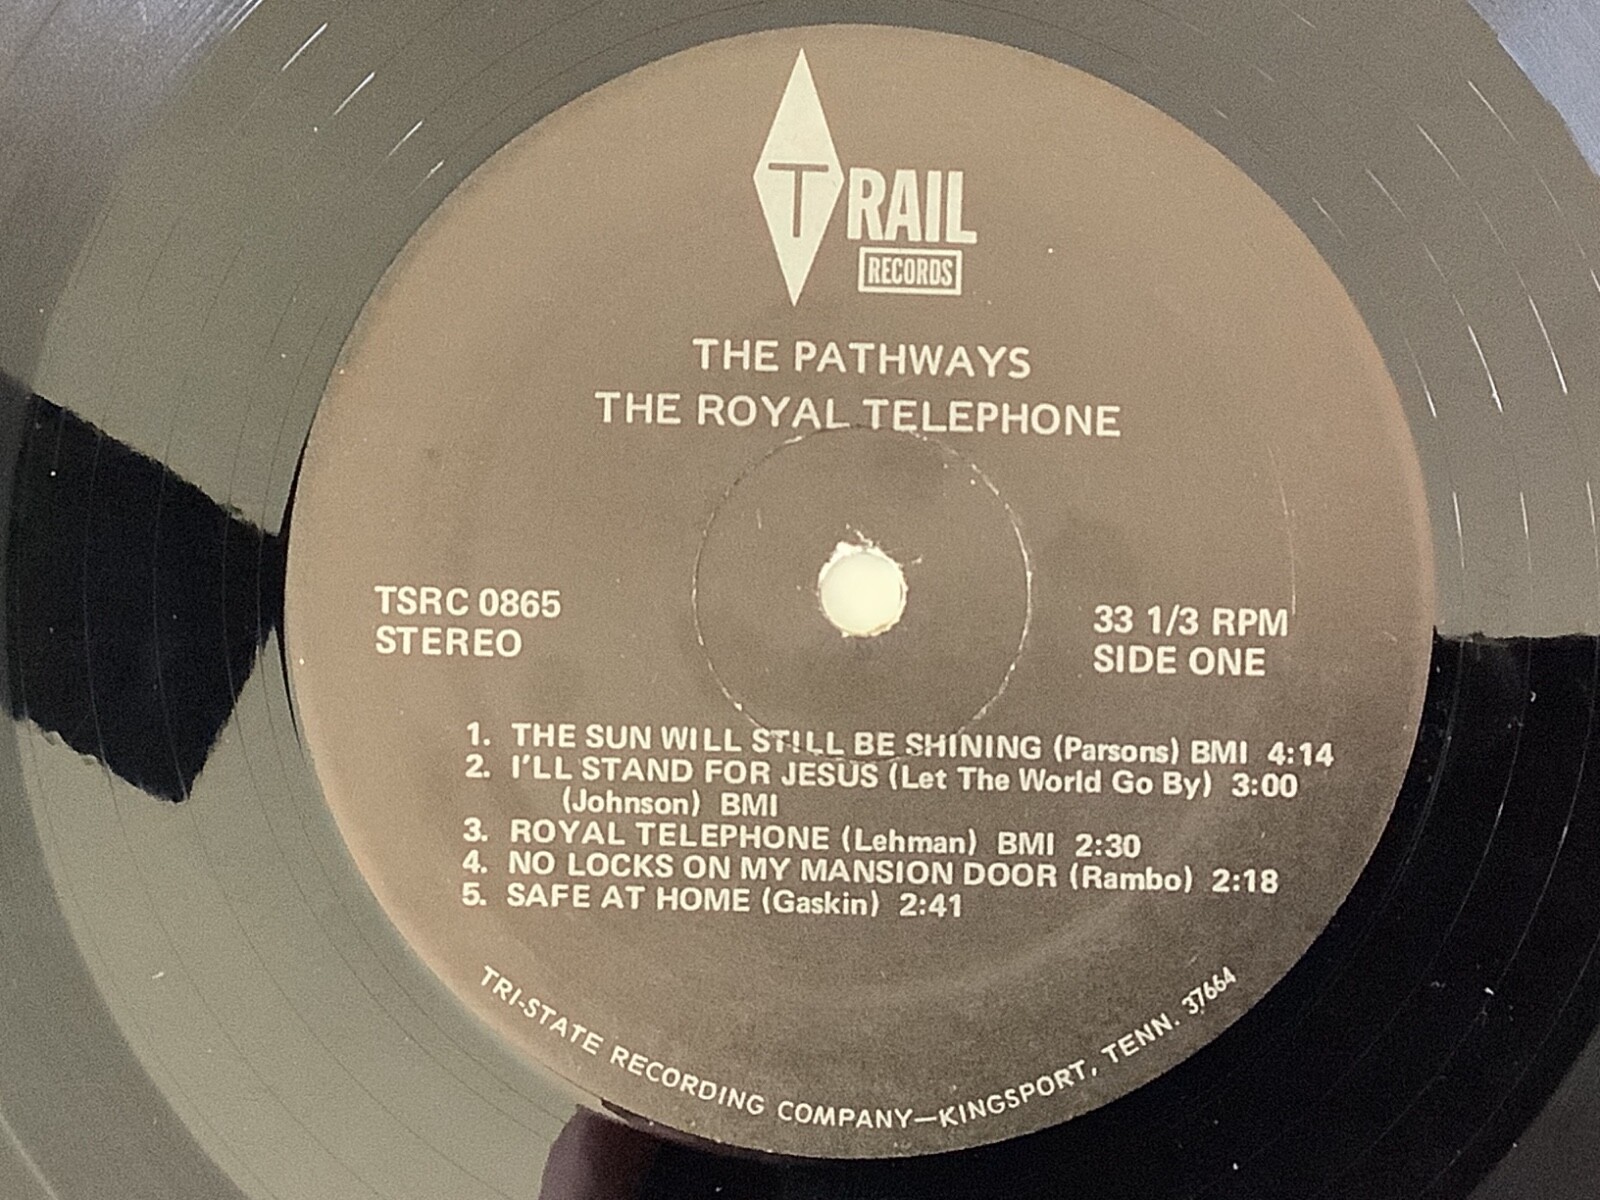 TRAIL
RECORDS
THE PATHWAYS
THE ROYAL TELEPHONE
TSRC 0865
STEREO
33 1/3 RPM
SIDE ONE
1. THE SUN WILL STILL BE SHINING (Parsons) BMI 4:14
2. I'LL STAND FOR JESUS (Let The World Go By) 3:00
(Johnson) BMI
3. ROYAL TELEPHONE (Lehman) BMI 2:30
4. NO LOCKS ON MY MANSION DOOR (Rambo) 2:18
5. SAFE AT HOME (Gaskin) 2:41
TRI-STATE RECORDING COMPANY—KINGSPORT, TENN. 37664